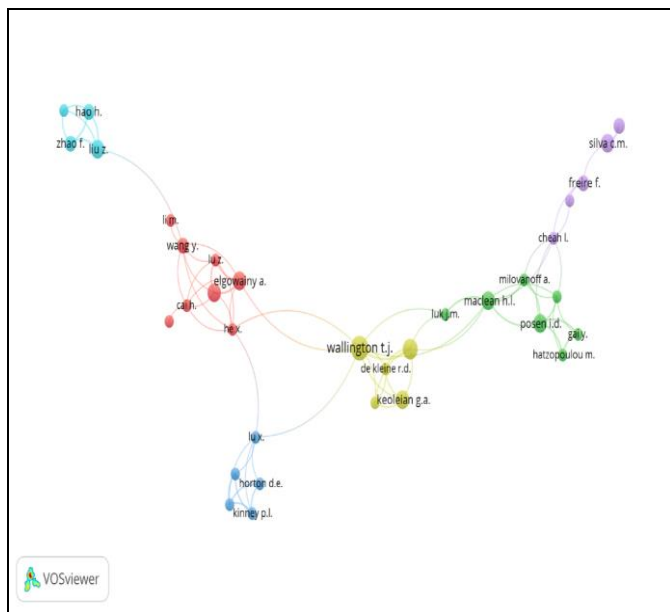 hao h.
zhao f.
liu z.
silva c.m.
freire f.
li m.
wang y.
cheah l.
lu z.
elgowainy a.
milovanoff a.
maclean h.l.
cai h.
luk j.m.
posen i.d.
he x.
gai y.
wallington t.j.
hatzopoulou m.
de kleine r.d.
keoleian g.a.
lu x.
horton d.e.
kinney p.l.
VOSviewer